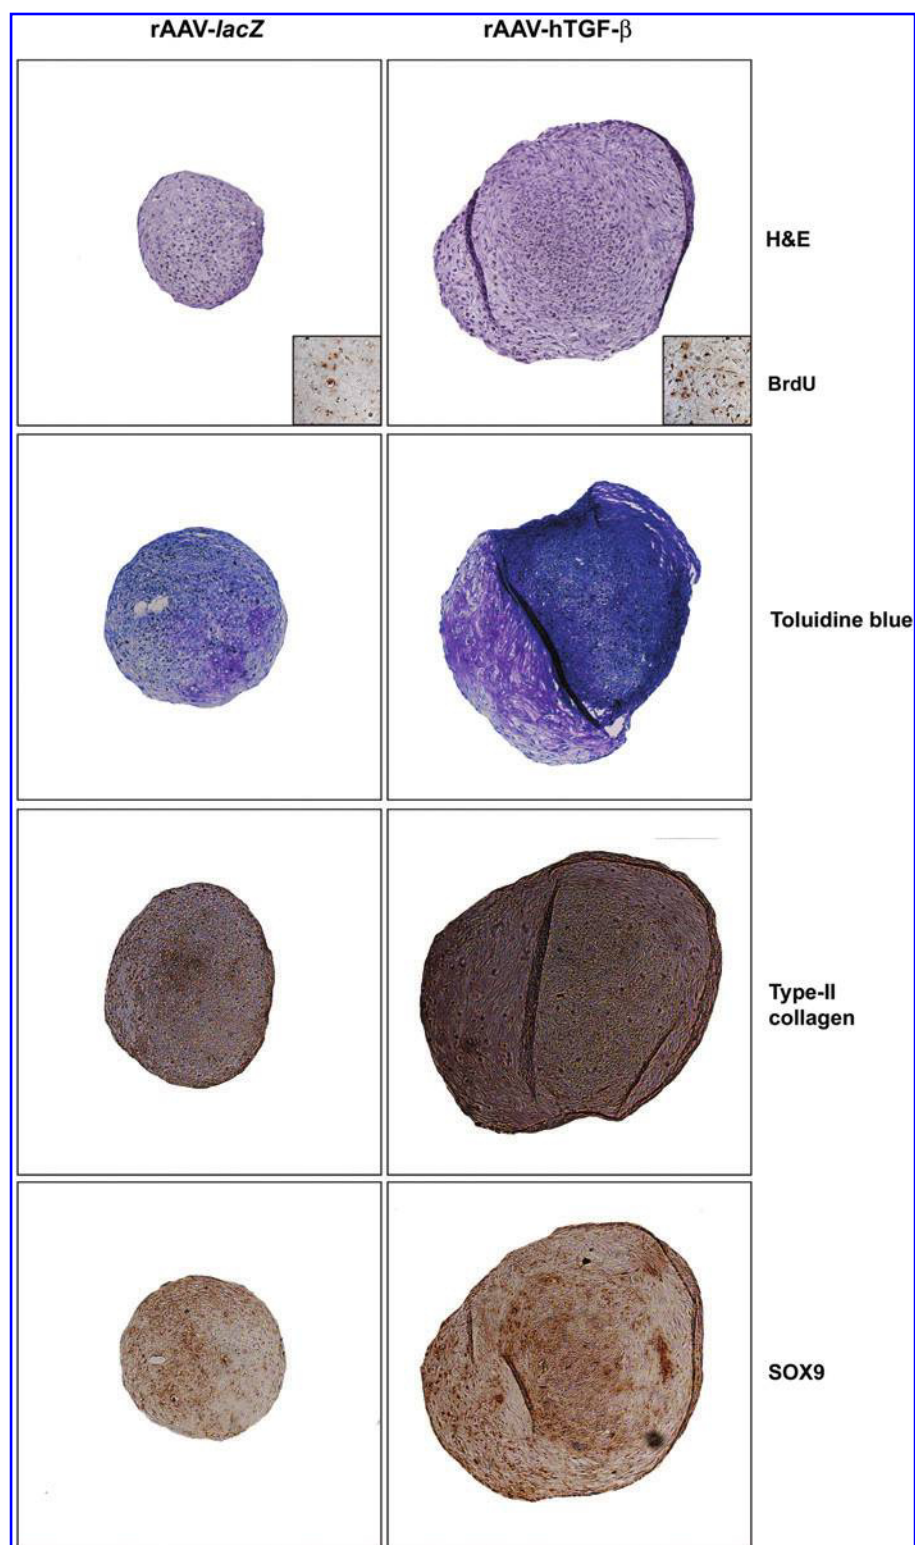 rAAV-lacZ
rAAV-hTGF-β
H&E
BrdU
Toluidine blue
Type-II
collagen
SOX9